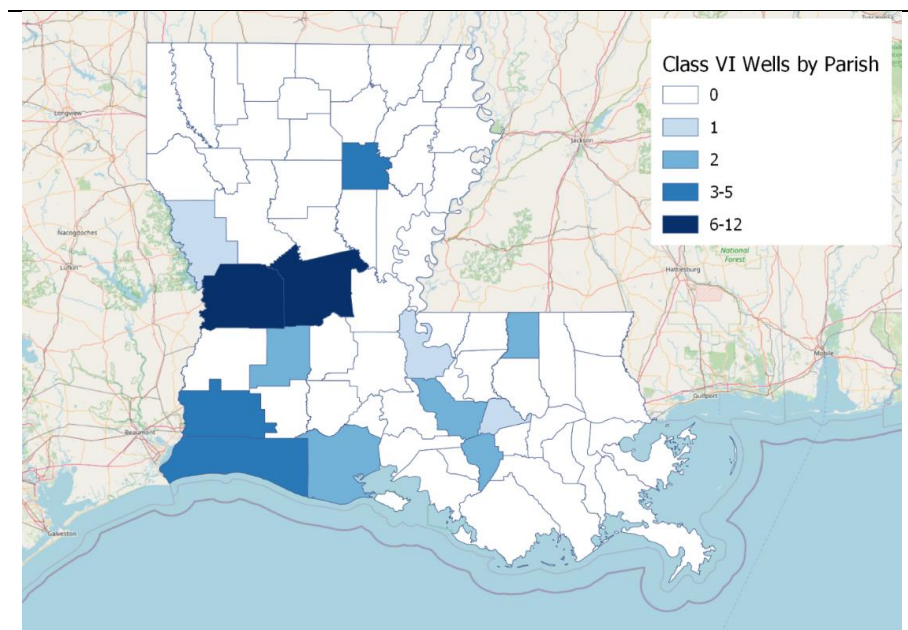 Class VI Wells by Parish
0
1
2
3-5
6-12
Longview
Jackson
Nacogdoches
Lufkin
National
Forest
Hattiesburg
Mobile
Gulfport
Beaumont
Galveston